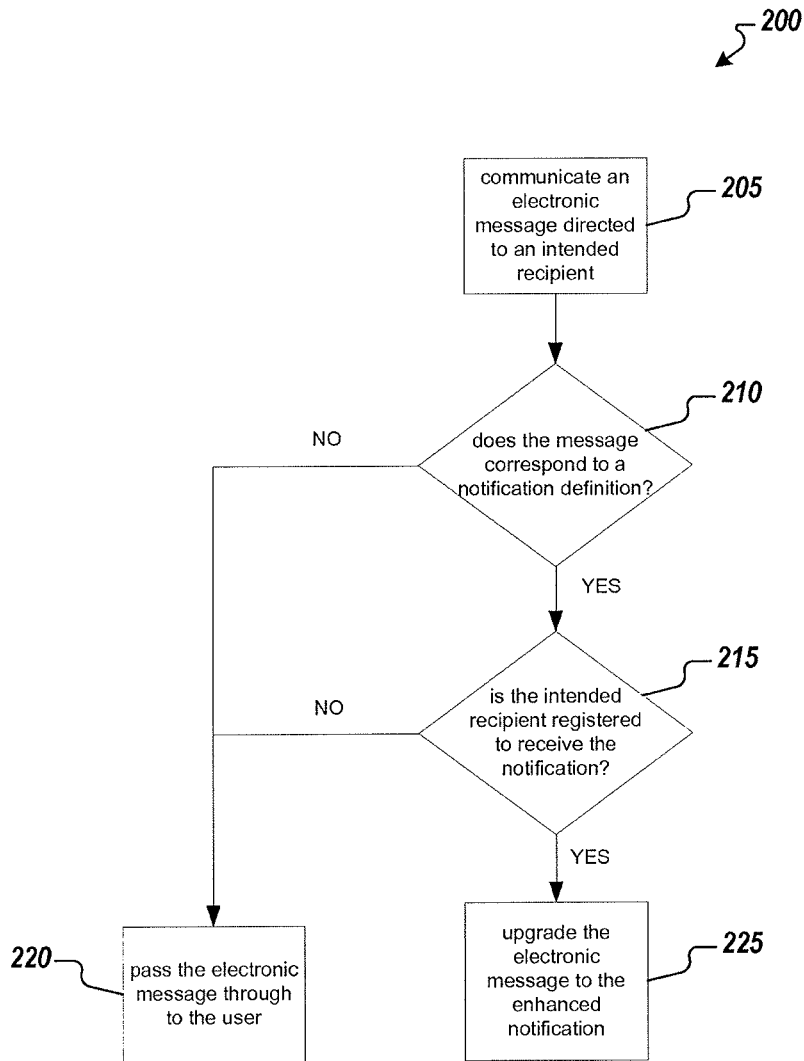 200
communicate an
electronic
message directed
to an intended
recipient
205
210
does the message
correspond to a
notification definition?
NO
YES
215
is the intended
recipient registered
to receive the
notification?
NO
YES
220
pass the electronic
message through
to the user
upgrade the
electronic
message to the
enhanced
notification
225